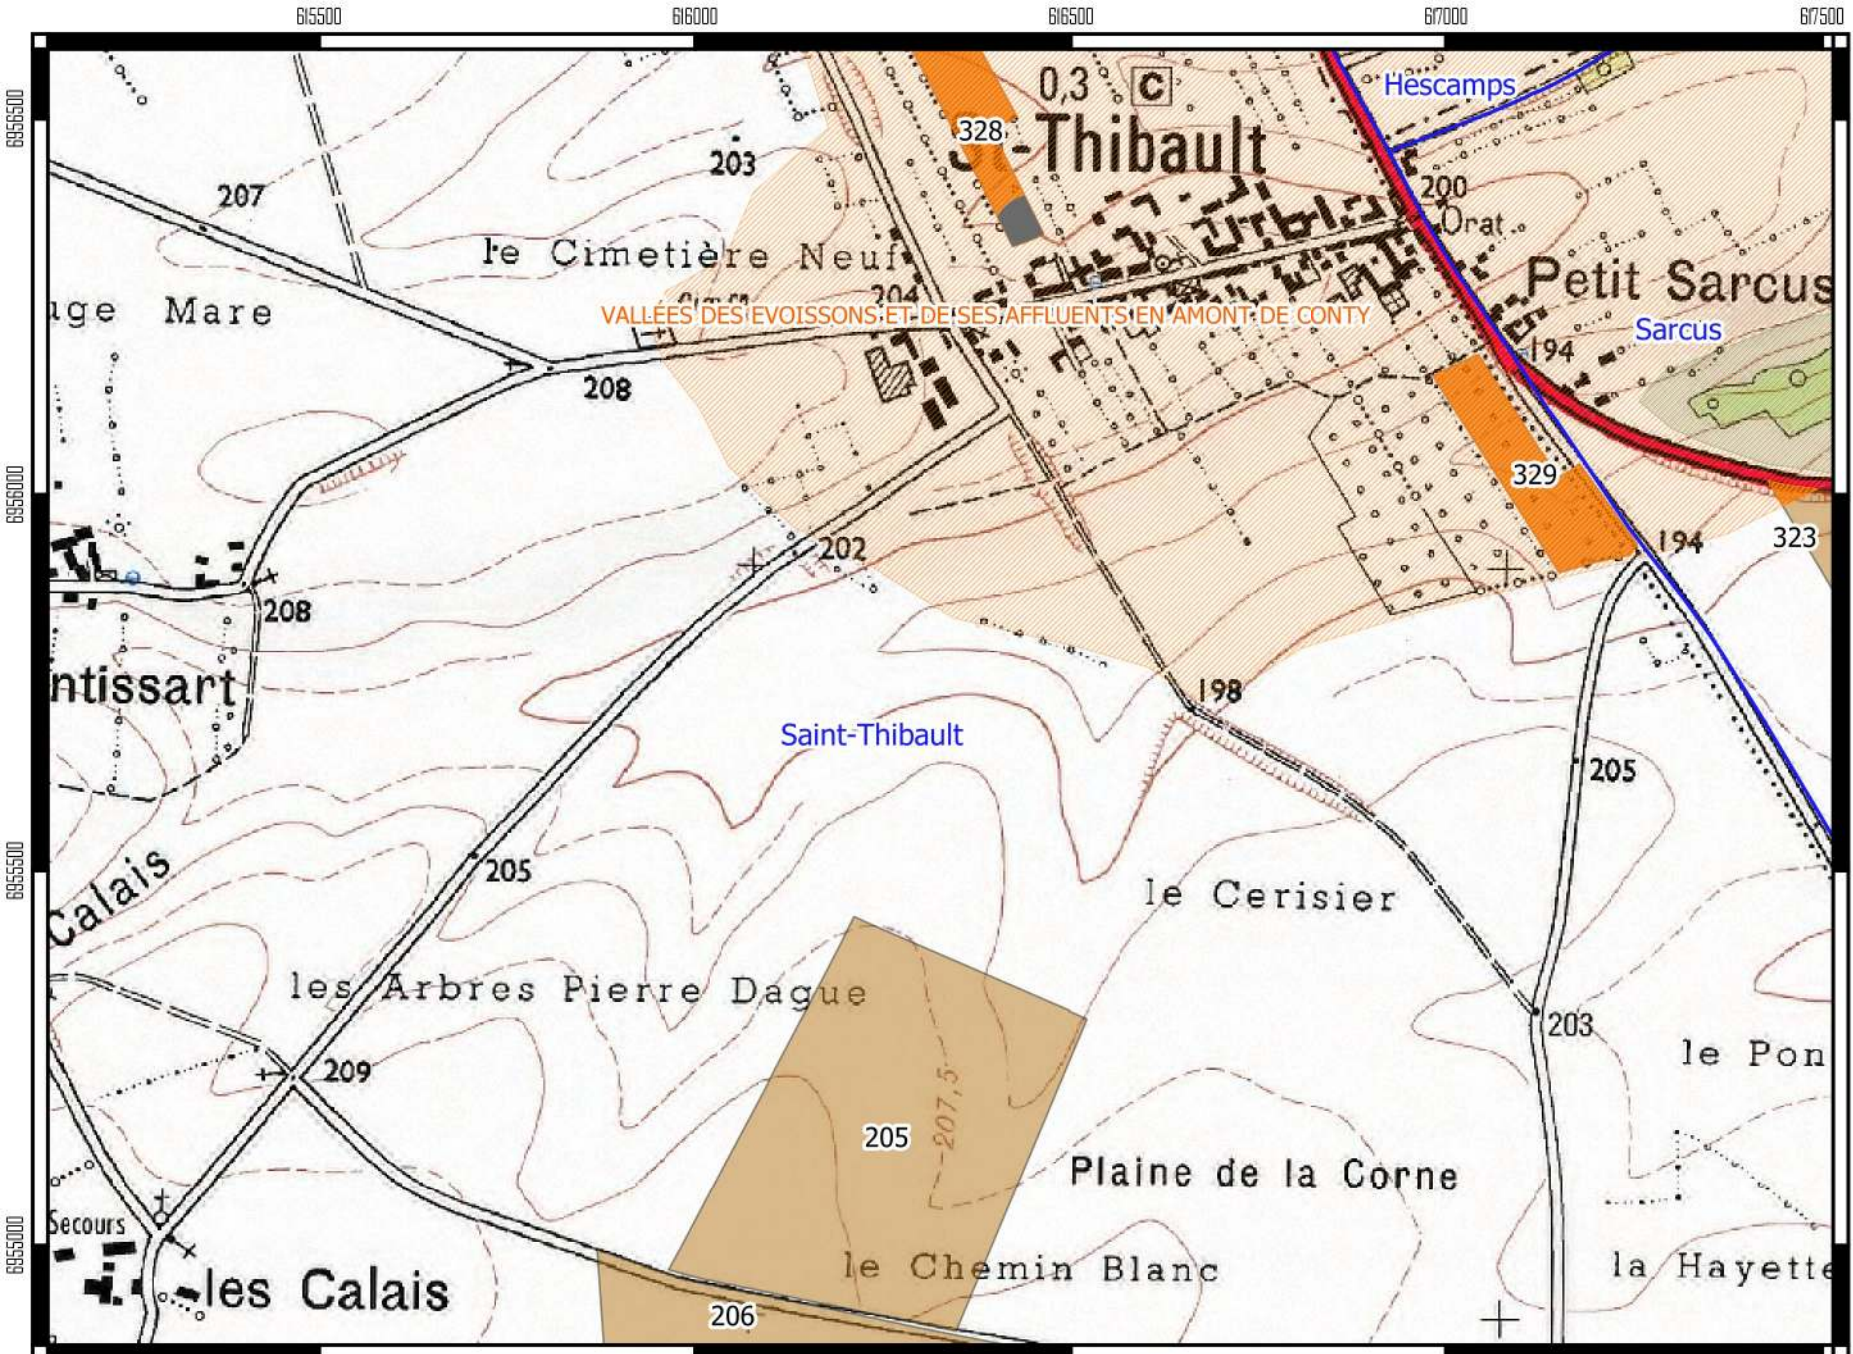 615500 616000 616500 617000 617500
6956500
6956000
6955500
6955000
0,3 C
Hescamps
328
-Thibault
203
207
200
Orat
le Cimetière Neuf
Petit Sarcus
204
uge Mare
VALLÉES DES EVOISSONS ET DE SES AFFLUENTS EN AMONT DE CONTY
Sarcus
194
208
329
202
194
323
208
ntissart
198
Saint-Thibault
205
205
Calais
le Cerisier
les Arbres Pierre Dague
203
le Pon
209
207,5
205
Plaine de la Corne
Secours
le Chemin Blanc
la Hayette
les Calais
206